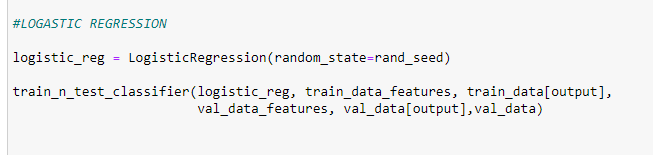 #LOGASTIC REGRESSION
logistic_reg = LogisticRegression(random_state=rand_seed)
train_n_test_classifier(logistic_reg, train_data_features, train_data[output],
val_data_features, val_data[output],val_data)